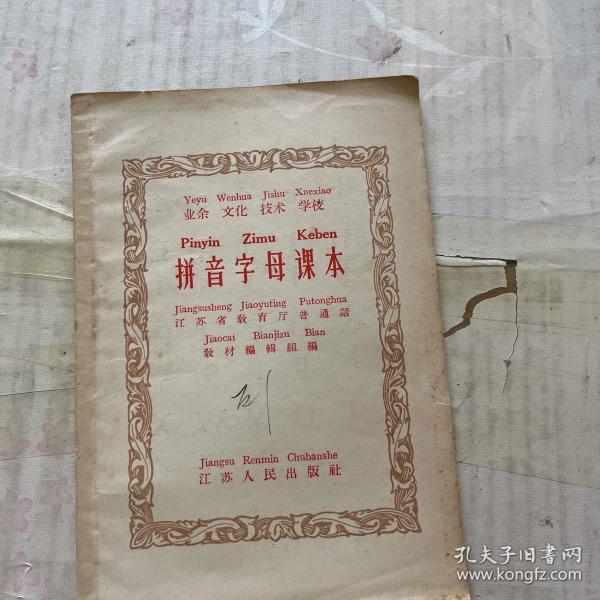 Yeyu Wenhua Jishu Xuexiao
业余 文化 技术 学校
Pinyin Zimu Keben
拼音字母课本
Jiangsusheng Jiaoyuting Putonghua
江苏省教育厅普通話
Jiaocai Bianjizu Bian
教材編輯組編
Jiangsu Renmin Chubanshe
江苏人民出版社
孔夫子旧书网
www.kongfz.com